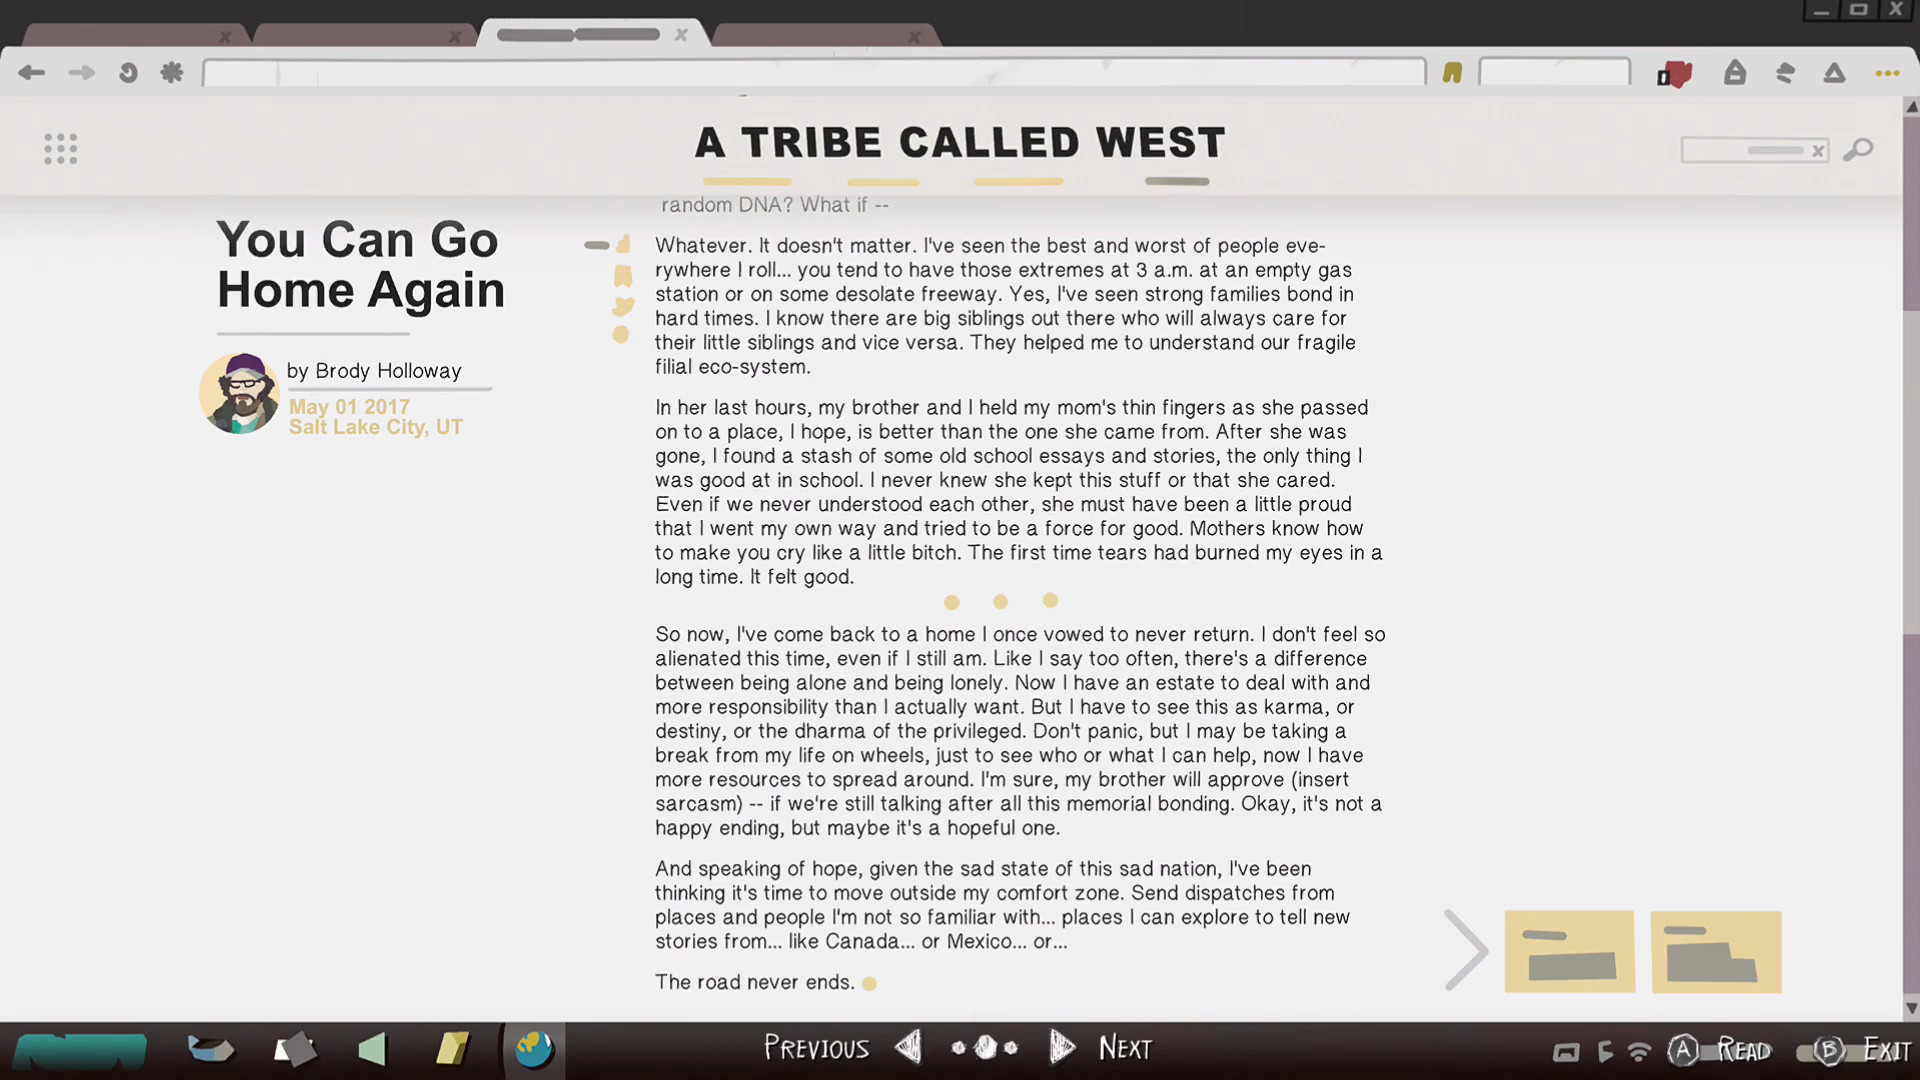 A TRIBE CALLED WEST
You Can Go
Home Again
by Brody Holloway
May 01 2017
Salt Lake City, UT
random DNA? What if --
Whatever. It doesn't matter. I've seen the best and worst of people eve-
rywhere I roll... you tend to have those extremes at 3 a.m. at an empty gas
station or on some desolate freeway. Yes, I've seen strong families bond in
hard times. I know there are big siblings out there who will always care for
their little siblings and vice versa. They helped me to understand our fragile
filial eco-system.
In her last hours, my brother and I held my mom's thin fingers as she passed
on to a place, I hope, is better than the one she came from. After she was
gone, I found a stash of some old school essays and stories, the only thing I
was good at in school. I never knew she kept this stuff or that she cared.
Even if we never understood each other, she must have been a little proud
that I went my own way and tried to be a force for good. Mothers know how
to make you cry like a little bitch. The first time tears had burned my eyes in a
long time. It felt good.
So now, I've come back to a home I once vowed to never return. I don't feel so
alienated this time, even if I still am. Like I say too often, there's a difference
between being alone and being lonely. Now I have an estate to deal with and
more responsibility than I actually want. But I have to see this as karma, or
destiny, or the dharma of the privileged. Don't panic, but I may be taking a
break from my life on wheels, just to see who or what I can help, now I have
more resources to spread around. I'm sure, my brother will approve (insert
sarcasm) -- if we're still talking after all this memorial bonding. Okay, it's not a
happy ending, but maybe it's a hopeful one.
And speaking of hope, given the sad state of this sad nation, I've been
thinking it's time to move outside my comfort zone. Send dispatches from
places and people I'm not so familiar with... places I can explore to tell new
stories from... like Canada... or Mexico... or...
The road never ends.
PREVIOUS NEXT
A READ B EXIT